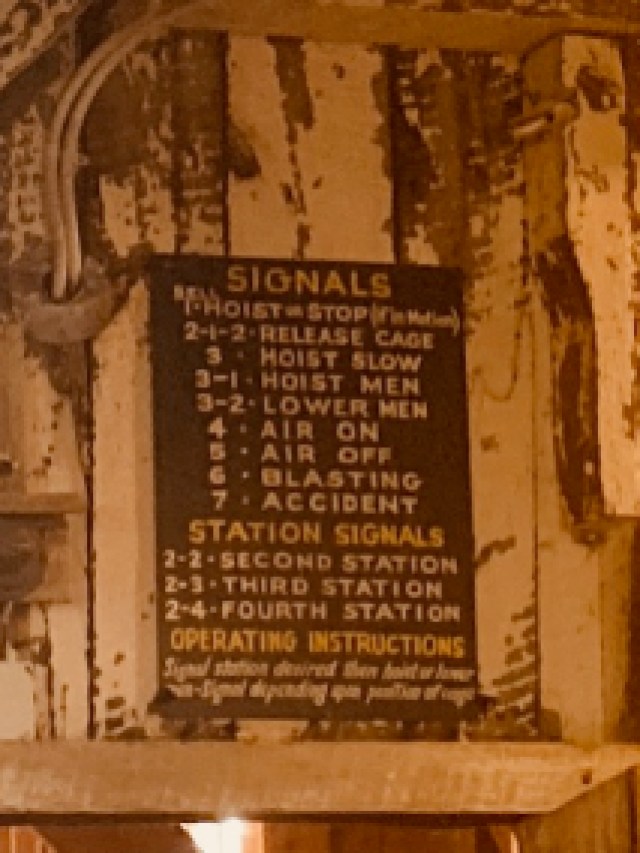 SIGNALS
BELL
1 · HOIST or STOP (If in Motion)
2-1-2 · RELEASE CAGE
3 · HOIST SLOW
3-1 · HOIST MEN
3-2 · LOWER MEN
4 · AIR ON
5 · AIR OFF
6 · BLASTING
7 · ACCIDENT
STATION SIGNALS
2-2 · SECOND STATION
2-3 · THIRD STATION
2-4 · FOURTH STATION
OPERATING INSTRUCTIONS
Signal station desired then hoist or lower
-Signal depending upon position of cage